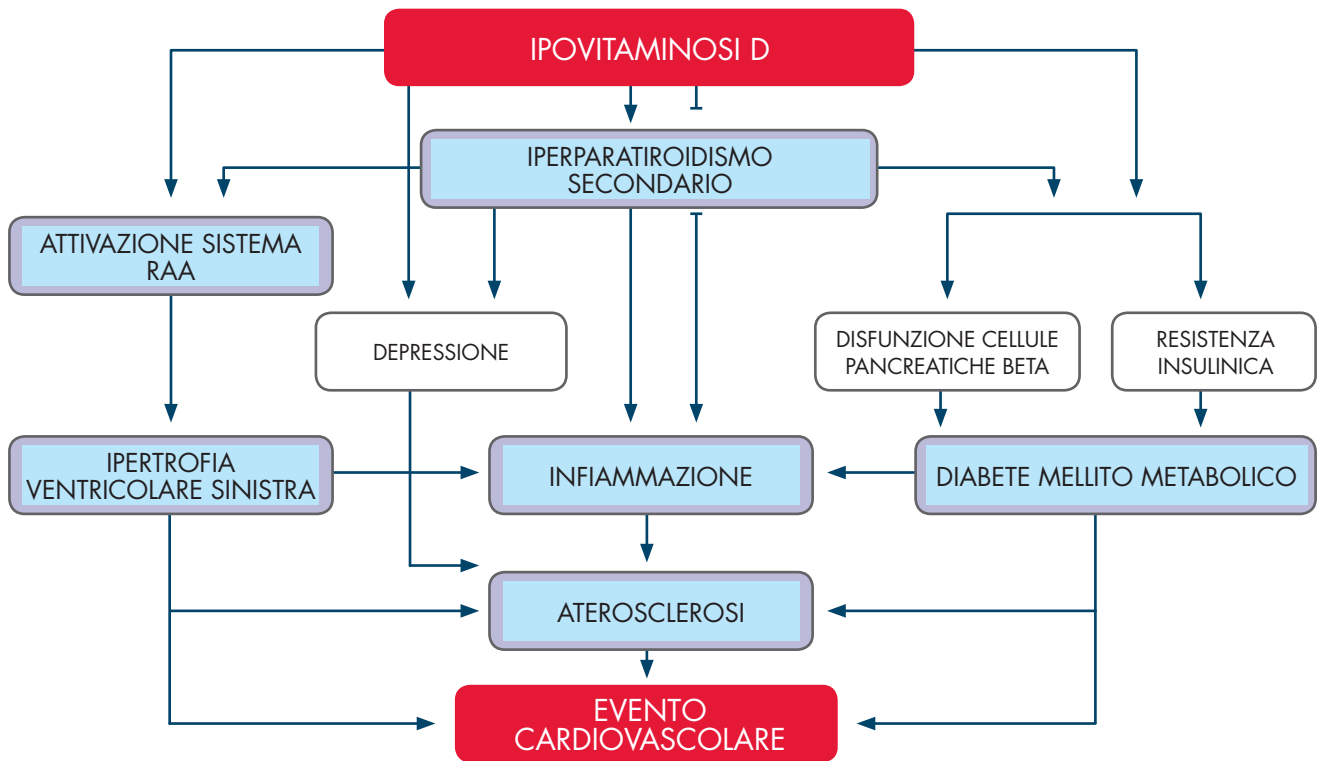 IPOVITAMINOSI D
IPERPARATIROIDISMO
SECONDARIO
ATTIVAZIONE SISTEMA
RAA
DEPRESSIONE
DISFUNZIONE CELLULE
PANCREATICHE BETA
RESISTENZA
INSULINICA
IPERTROFIA
VENTRICOLARE SINISTRA
INFIAMMAZIONE
DIABETE MELLITO METABOLICO
ATEROSCLEROSI
EVENTO
CARDIOVASCOLARE